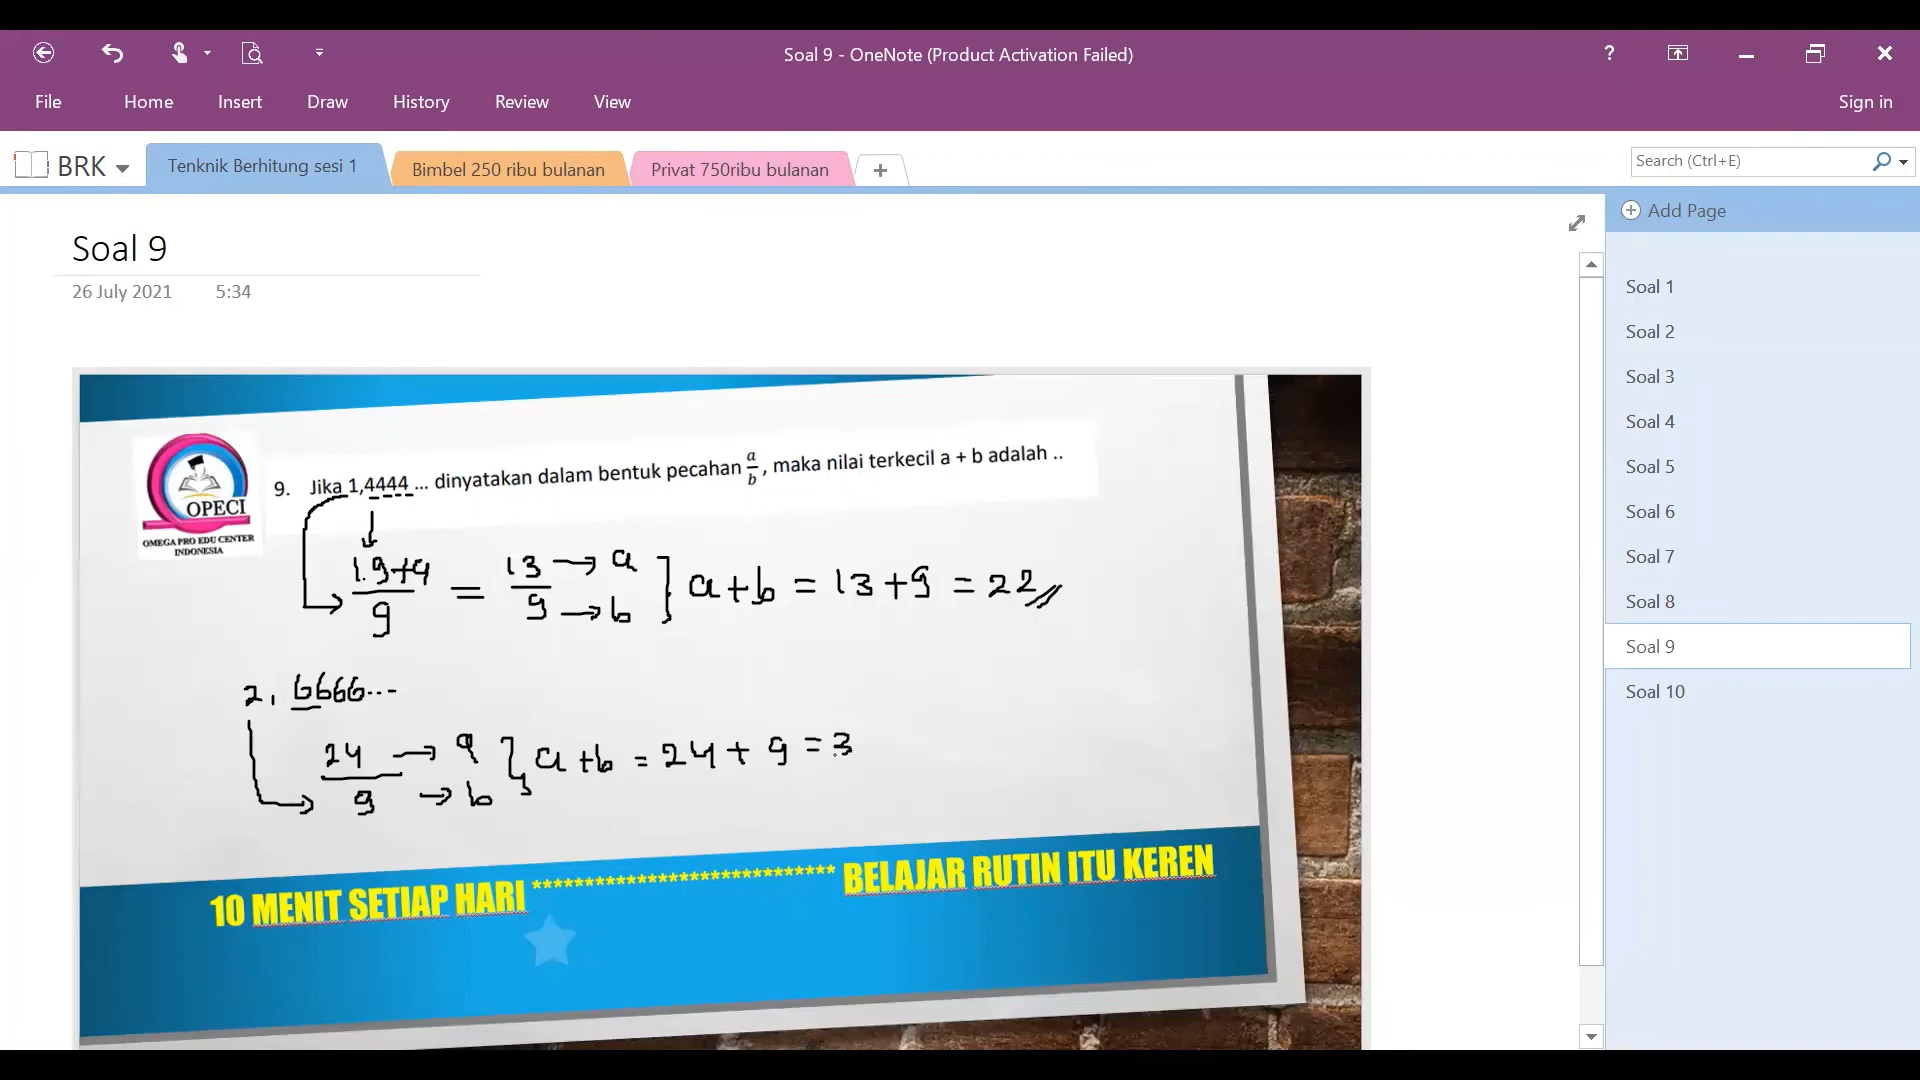 Soal 9 - OneNote (Product Activation Failed)
?
File Home Insert Draw History Review View Sign in
BRK
Tenknik Berhitung sesi 1
Bimbel 250 ribu bulanan
Privat 750ribu bulanan
+
Search (Ctrl+E)
Add Page
Soal 9
26 July 2021 5:34
Soal 1
Soal 2
Soal 3
Soal 4
Soal 5
Soal 6
Soal 7
Soal 8
Soal 9
Soal 10
OPECI
OMEGA PRO EDU CENTER
INDONESIA
9. Jika 1,4444 ... dinyatakan dalam bentuk pecahan a/b, maka nilai terkecil a + b adalah ..
1.9+4/9 = 13/9 → a → b ] a+b = 13+9 = 22
2,6666...
24/9 → a → b } a+b = 24+9 = 3
10 MENIT SETIAP HARI ***************************** BELAJAR RUTIN ITU KEREN